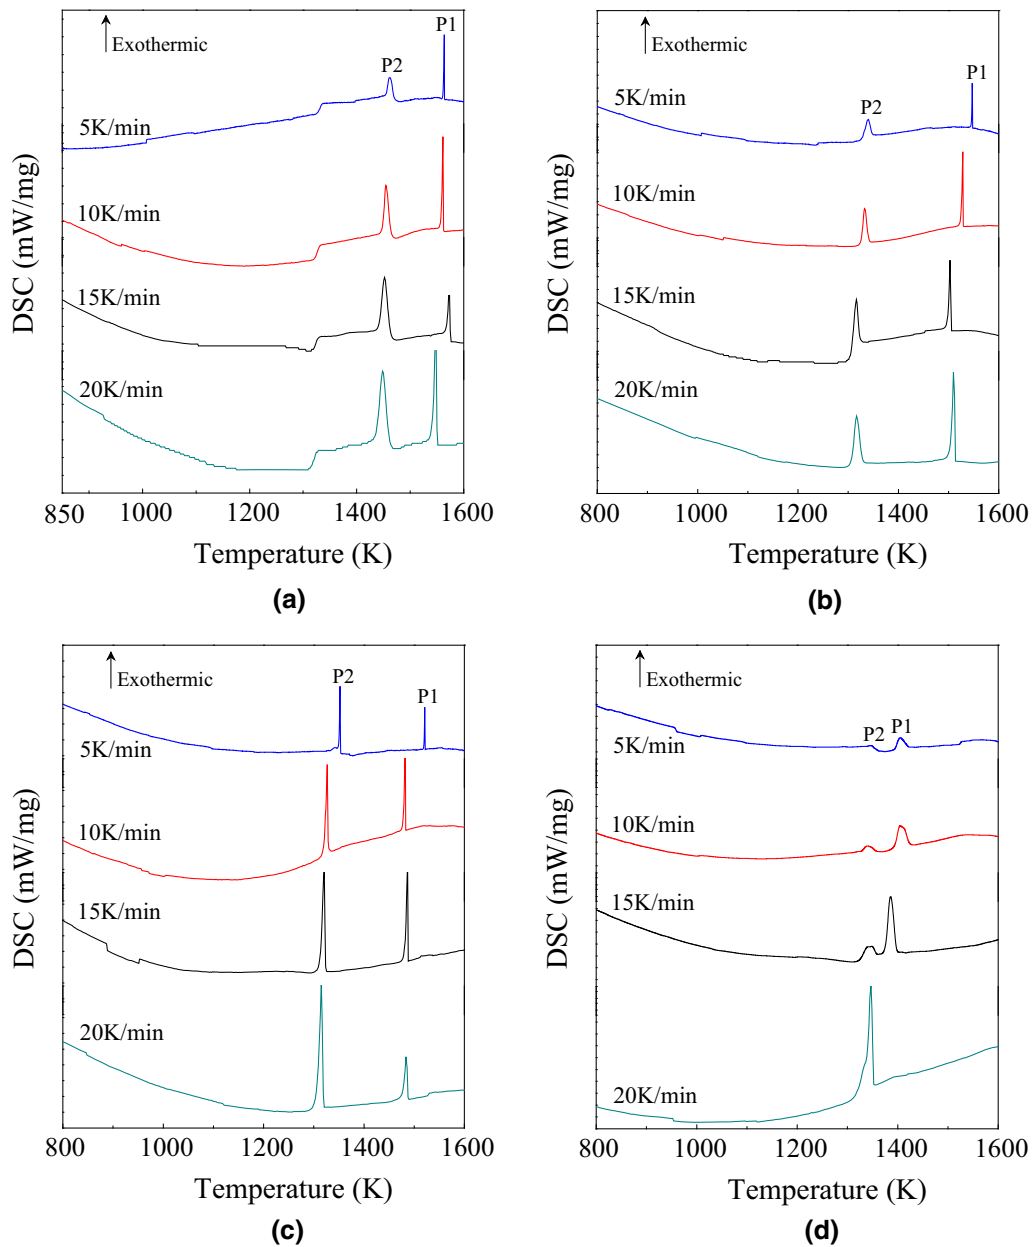 Exothermic
P1
P2
5K/min
10K/min
15K/min
20K/min
DSC (mW/mg)
850 1000 1200 1400 1600
Temperature (K)
(a)
Exothermic
P1
P2
5K/min
10K/min
15K/min
20K/min
DSC (mW/mg)
800 1000 1200 1400 1600
Temperature (K)
(b)
Exothermic
P2
P1
5K/min
10K/min
15K/min
20K/min
DSC (mW/mg)
800 1000 1200 1400 1600
Temperature (K)
(c)
Exothermic
P2 P1
5K/min
10K/min
15K/min
20K/min
DSC (mW/mg)
800 1000 1200 1400 1600
Temperature (K)
(d)